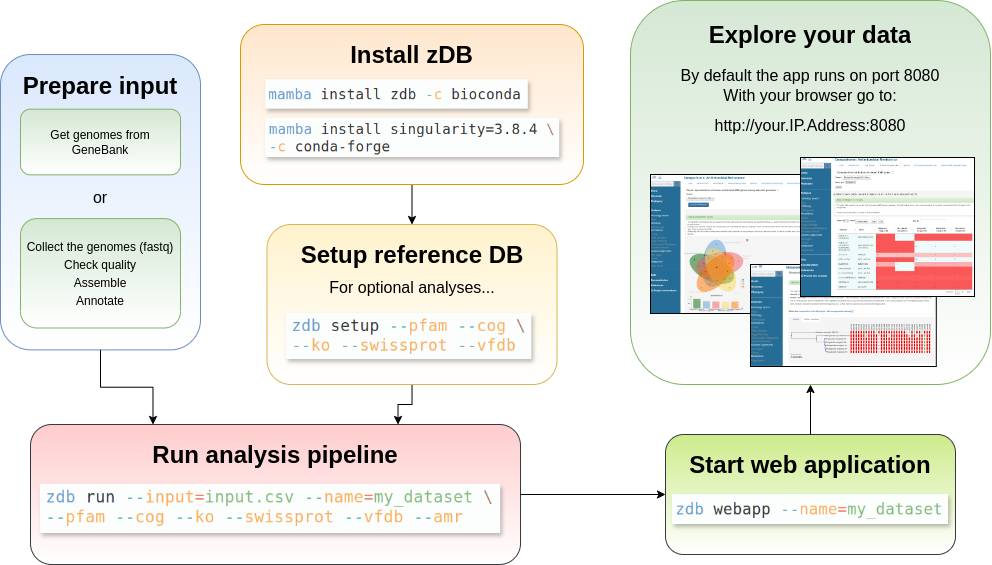 Prepare input
Get genomes from
GeneBank
or
Collect the genomes (fastq)
Check quality
Assemble
Annotate
Install zDB
mamba install zdb -c bioconda
mamba install singularity=3.8.4 \
-c conda-forge
Setup reference DB
For optional analyses...
zdb setup --pfam --cog \
--ko --swissprot --vfdb
Run analysis pipeline
zdb run --input=input.csv --name=my_dataset \
--pfam --cog --ko --swissprot --vfdb --amr
Start web application
zdb webapp --name=my_dataset
Explore your data
By default the app runs on port 8080
With your browser go to:
http://your.IP.Address:8080